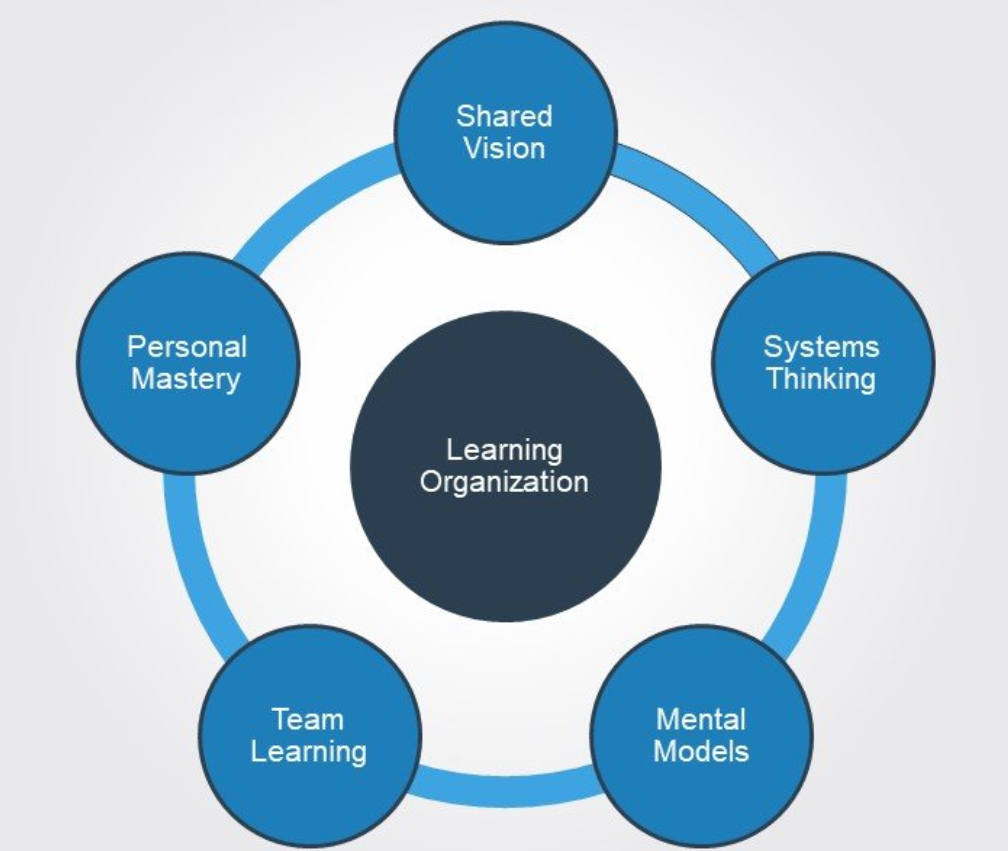 Shared
Vision
Personal
Mastery
Systems
Thinking
Learning
Organization
Team
Learning
Mental
Models